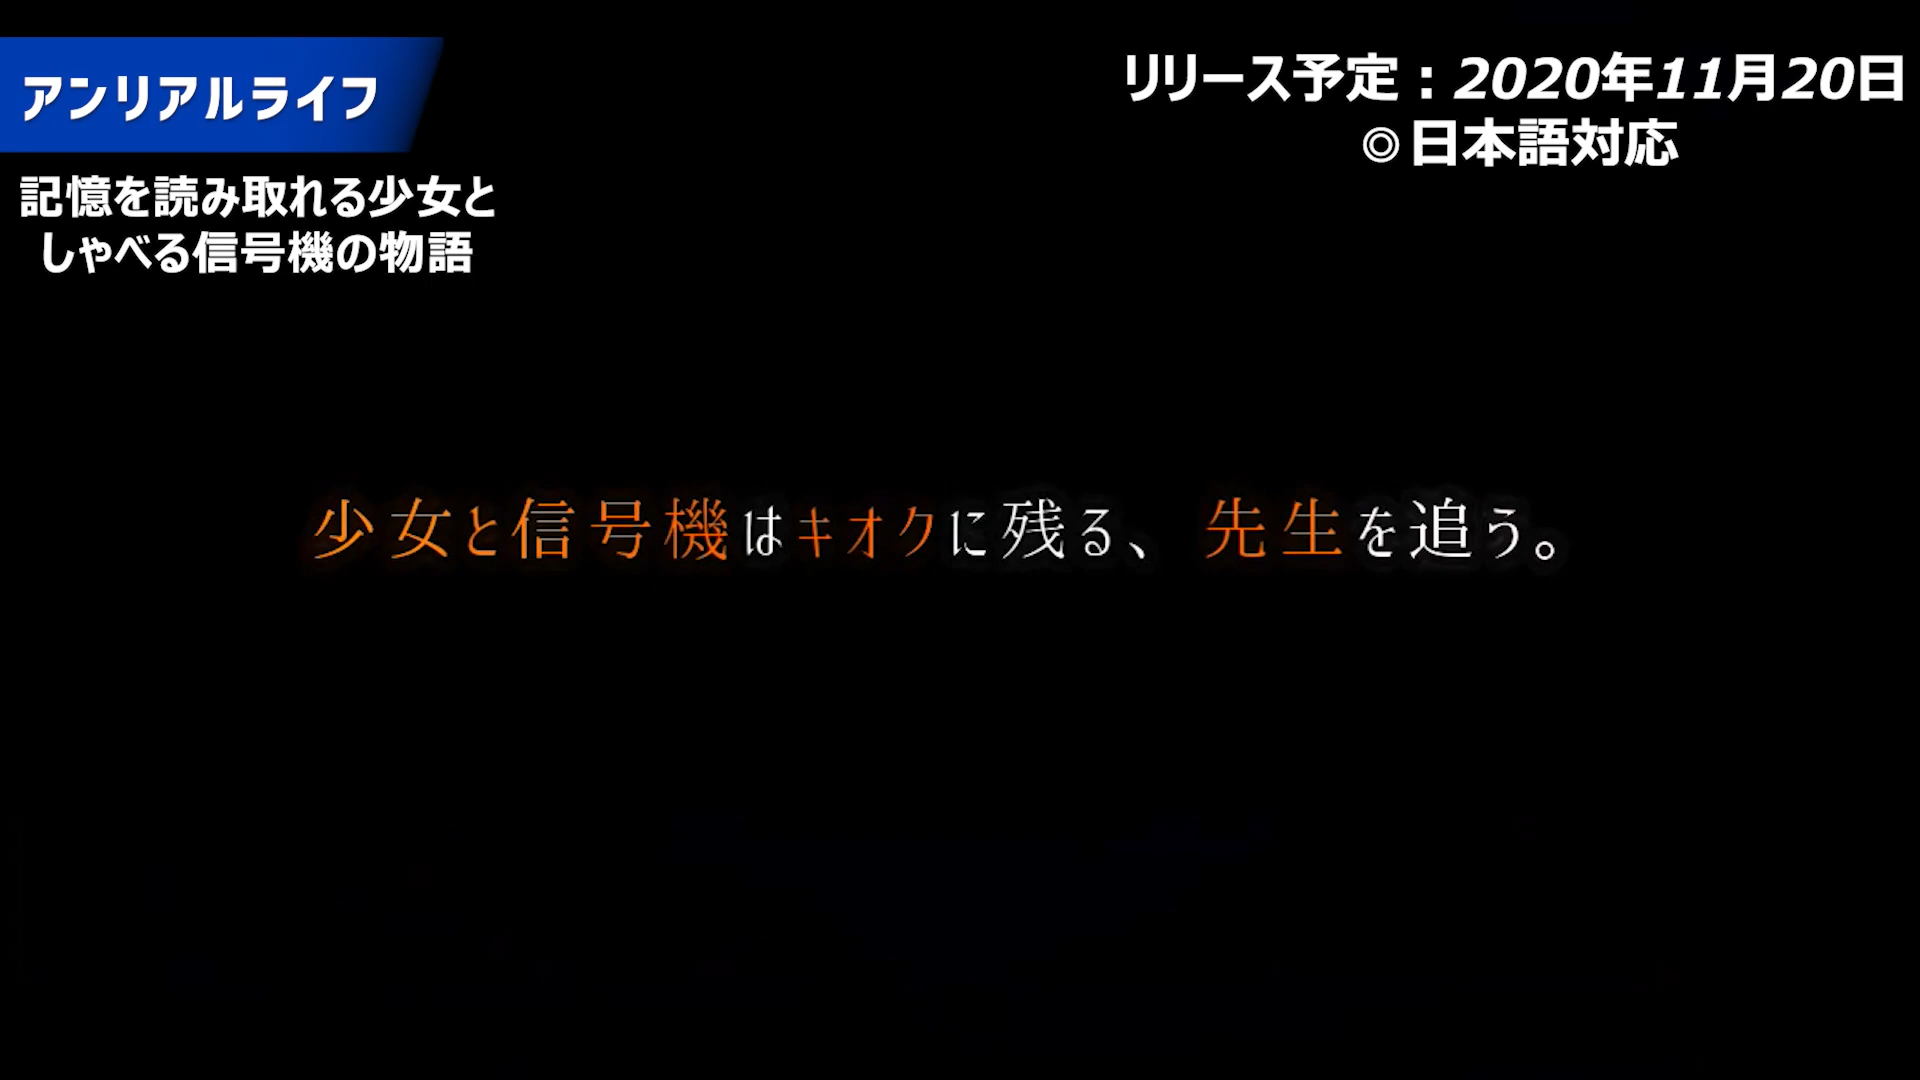 アンリアルライフ
記憶を読み取れる少女と
しゃべる信号機の物語
リリース予定：2020年11月20日
◎日本語対応
少女と信号機はキオクに残る、先生を追う。